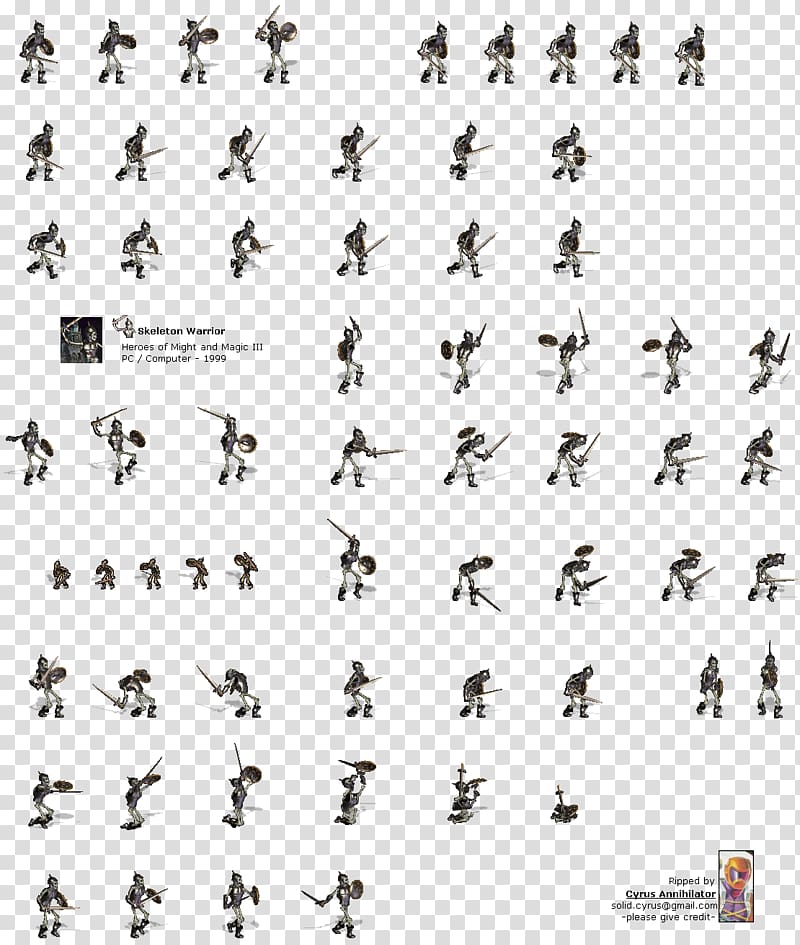 Skeleton Warrior
Heroes of Might and Magic III
PC / Computer - 1999
Ripped by
Cyrus Annihilator
solid.cyrus@gmail.com
-please give credit-